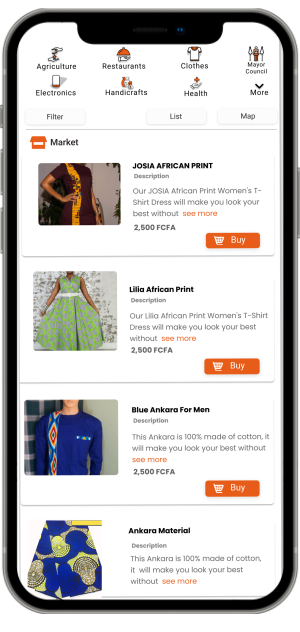 Agriculture
Restaurants
Clothes
Mayor
Council
Electronics
Handicrafts
Health
More
Filter
List
Map
Market
JOSIA AFRICAN PRINT
Description
Our JOSIA African Print Women's T-
Shirt Dress will make you look your
best without see more
2,500 FCFA
Buy
Lilia African Print
Description
Our Lilia African Print Women's T-Shirt
Dress will make you look your best
without see more
2,500 FCFA
Buy
Blue Ankara For Men
Description
This Ankara is 100% made of cotton, it
will make you look your best without
see more
2,500 FCFA
Buy
Ankara Material
Description
This Ankara is 100% made of cotton,
it will make you look your best
without see more